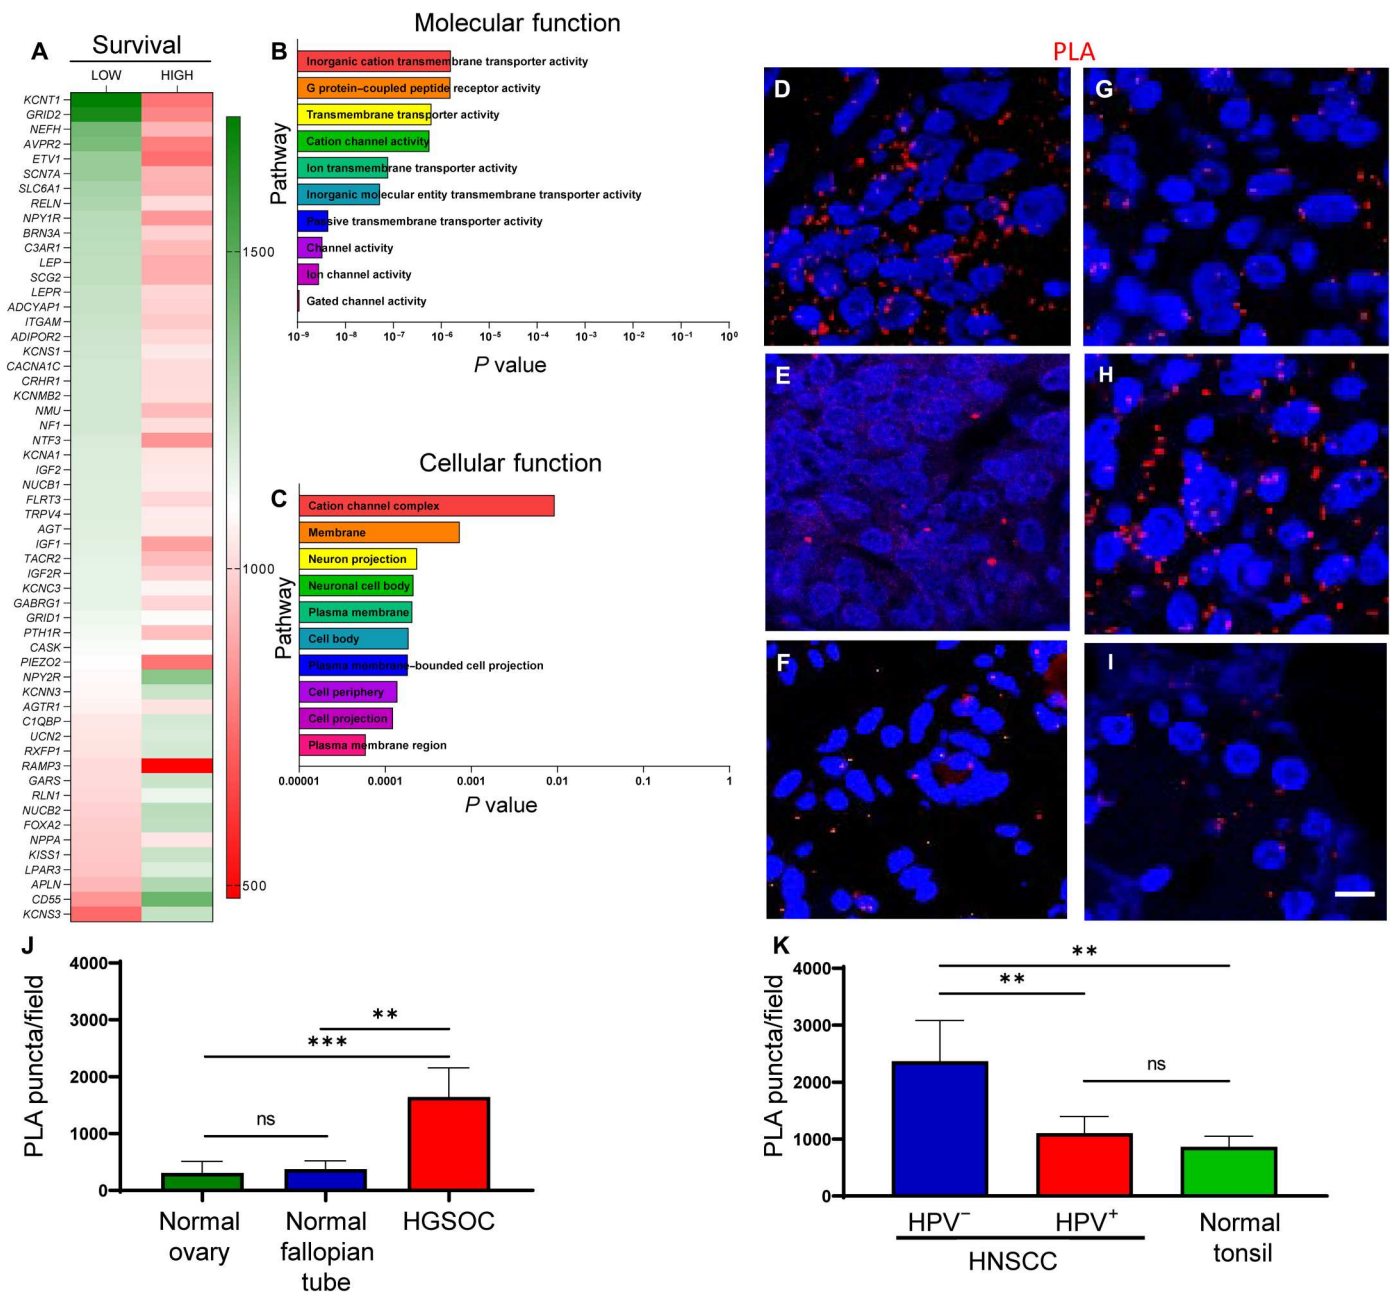 A
Survival
LOW
HIGH
KCNT1
GRID2
NEFH
AVPR2
ETV1
SCN7A
SLC6A1
RELN
NPY1R
BRN3A
C3AR1
LEP
SCG2
LEPR
ADCYAP1
ITGAM
ADIPOR2
KCNS1
CACNA1C
CRHR1
KCNMB2
NMU
NF1
NTF3
KCNA1
IGF2
NUCB1
FLRT3
TRPV4
AGT
IGF1
TACR2
IGF2R
KCNC3
GABRG1
GRID1
PTH1R
CASK
PIEZO2
NPY2R
KCNN3
AGTR1
C1QBP
UCN2
RXFP1
RAMP3
GARS
RLN1
NUCB2
FOXA2
NPPA
KISS1
LPAR3
APLN
CD55
KCNS3
1500
1000
500
B
Molecular function
Pathway
Inorganic cation transmembrane transporter activity
G protein–coupled peptide receptor activity
Transmembrane transporter activity
Cation channel activity
Ion transmembrane transporter activity
Inorganic molecular entity transmembrane transporter activity
Passive transmembrane transporter activity
Channel activity
Ion channel activity
Gated channel activity
10⁻⁹ 10⁻⁸ 10⁻⁷ 10⁻⁶ 10⁻⁵ 10⁻⁴ 10⁻³ 10⁻² 10⁻¹ 10⁰
P value
C
Cellular function
Pathway
Cation channel complex
Membrane
Neuron projection
Neuronal cell body
Plasma membrane
Cell body
Plasma membrane–bounded cell projection
Cell periphery
Cell projection
Plasma membrane region
0.00001 0.0001 0.001 0.01 0.1 1
P value
PLA
D
G
E
H
F
I
J
PLA puncta/field
4000
3000
2000
1000
0
**
***
ns
Normal
ovary
Normal
fallopian
tube
HGSOC
K
PLA puncta/field
4000
3000
2000
1000
0
**
**
ns
HPV⁻
HPV⁺
HNSCC
Normal
tonsil